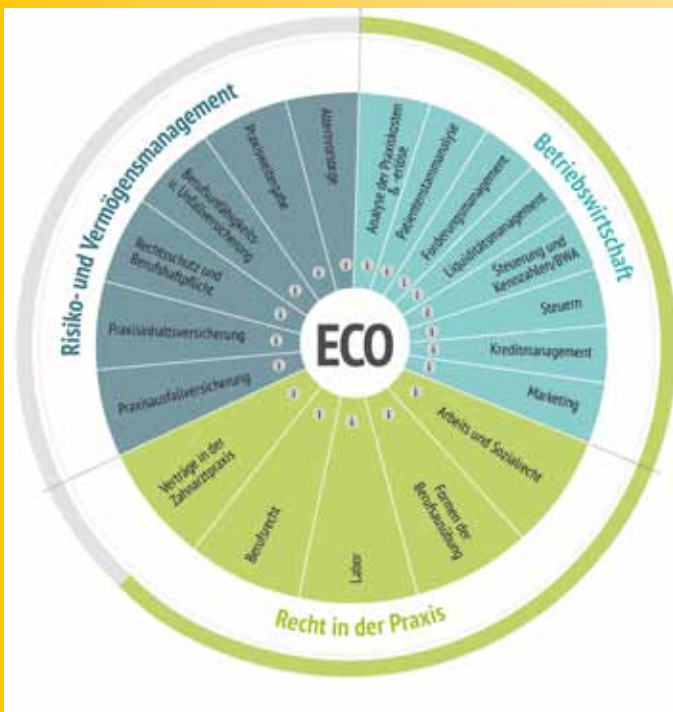 Risiko- und Vermögensmanagement
Altersvorsorge
Praxisweitergabe
Berufsunfähigkeits
u. Unfallversicherung
Rechtsschutz und
Berufshaftpflicht
Praxisinhaltsversicherung
Praxisausfallversicherung
Betriebswirtschaft
Analyse der Praxiskosten
& -erlöse
Patientenstammanalyse
Forderungsmanagement
Liquiditätsmanagement
Steuerung und
Kennzahlen/BWA
Steuern
Kreditmanagement
Marketing
ECO
Arbeits und Sozialrecht
Formen der
Berufsausübung
Labor
Berufsrecht
Verträge in der
Zahnarztpraxis
Recht in der Praxis